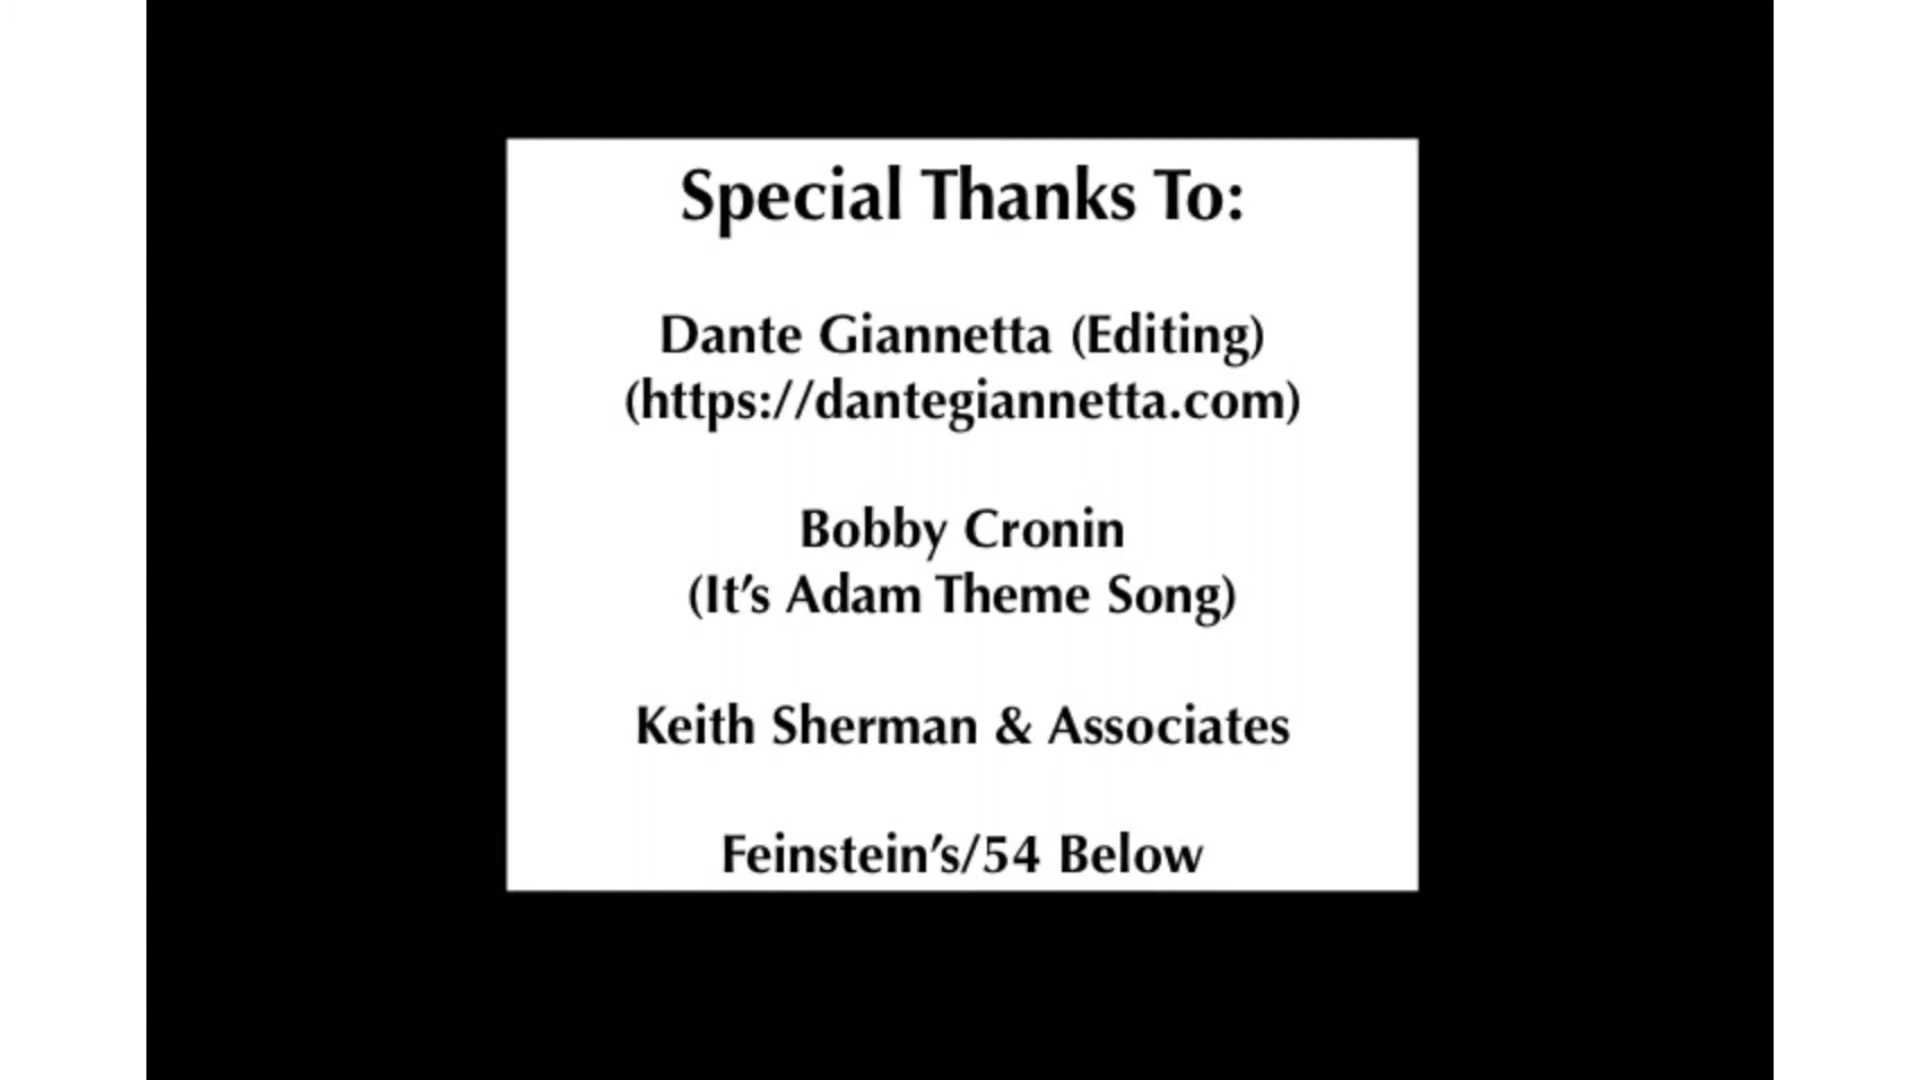 Special Thanks To:
Dante Giannetta (Editing)
(https://dantegiannetta.com)
Bobby Cronin
(It’s Adam Theme Song)
Keith Sherman & Associates
Feinstein’s/54 Below